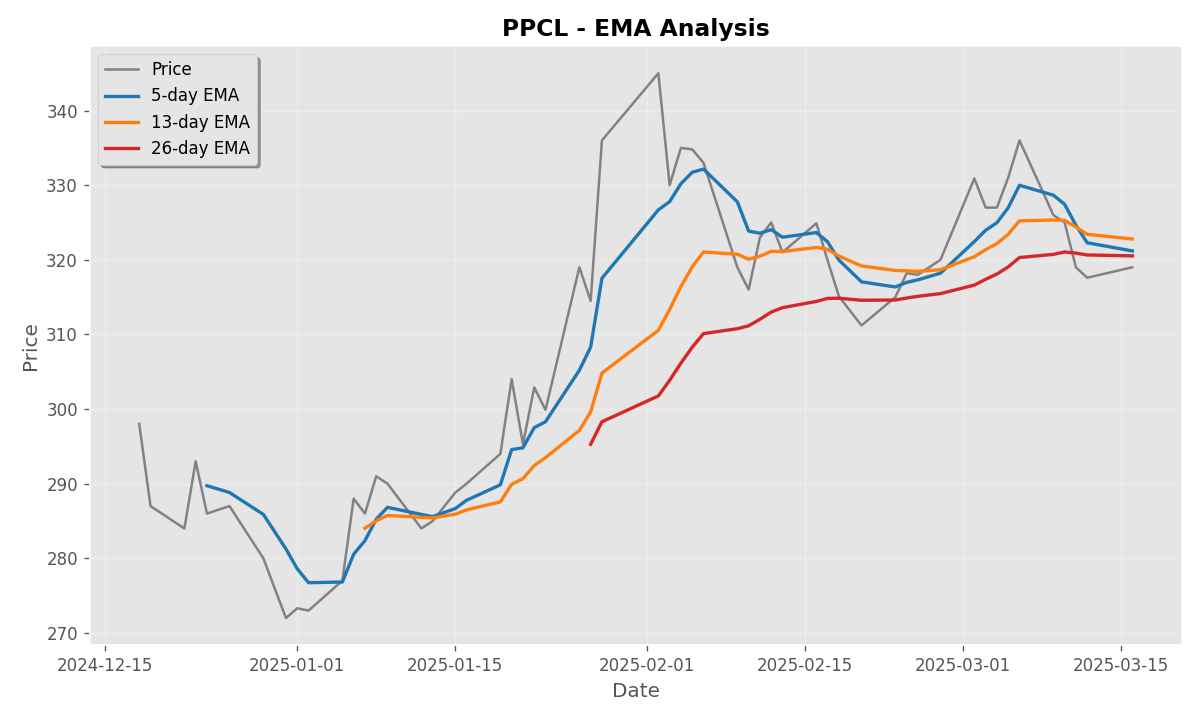 PPCL - EMA Analysis
Price
5-day EMA
13-day EMA
26-day EMA
Price
340
330
320
310
300
290
280
270
2024-12-15
2025-01-01
2025-01-15
2025-02-01
2025-02-15
2025-03-01
2025-03-15
Date